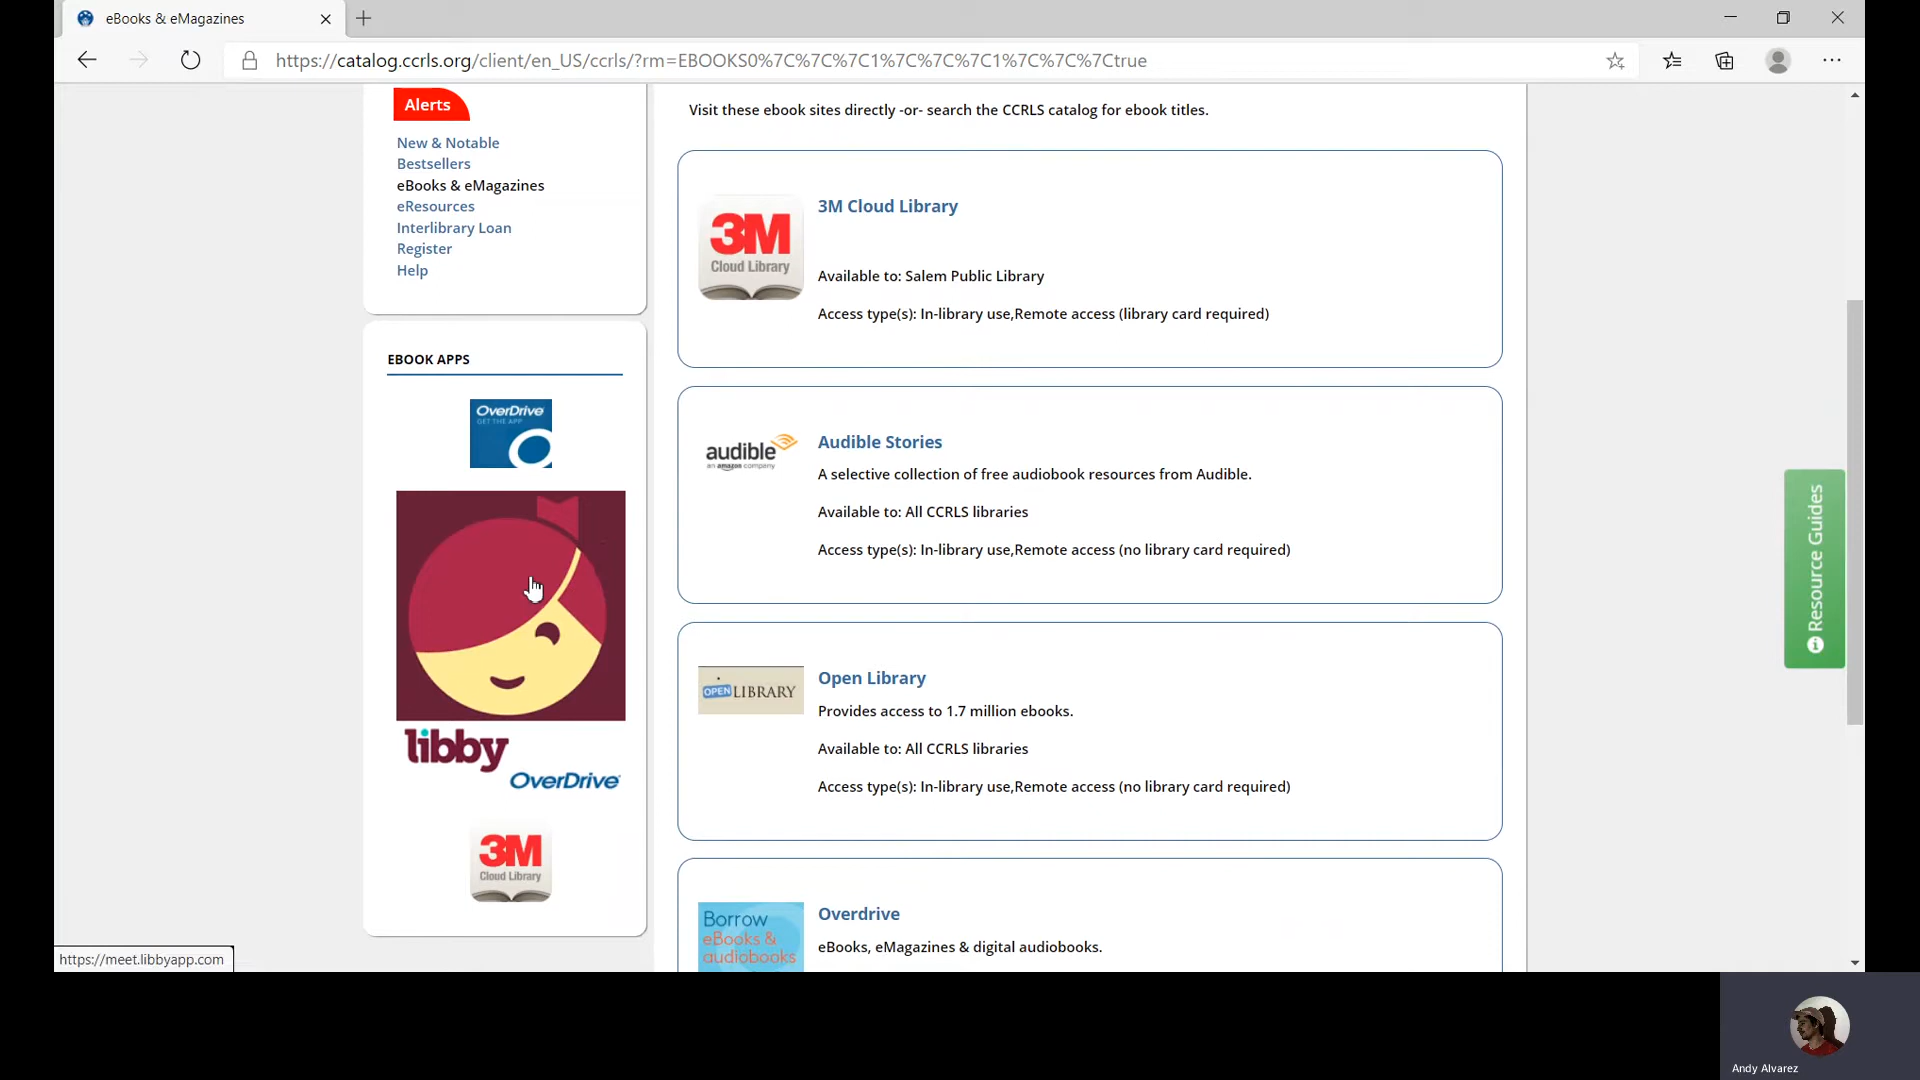 eBooks & eMagazines
https://catalog.ccrls.org/client/en_US/ccrls/?rm=EBOOKS0%7C%7C%7C1%7C%7C%7C1%7C%7C%7Ctrue
Alerts
New & Notable
Bestsellers
eBooks & eMagazines
eResources
Interlibrary Loan
Register
Help
EBOOK APPS
OverDrive
GET THE APP
libby
OverDrive
3M
Cloud Library
Visit these ebook sites directly -or- search the CCRLS catalog for ebook titles.
3M
Cloud Library
3M Cloud Library
Available to: Salem Public Library
Access type(s): In-library use,Remote access (library card required)
audible
an amazon company
Audible Stories
A selective collection of free audiobook resources from Audible.
Available to: All CCRLS libraries
Access type(s): In-library use,Remote access (no library card required)
OPEN LIBRARY
Open Library
Provides access to 1.7 million ebooks.
Available to: All CCRLS libraries
Access type(s): In-library use,Remote access (no library card required)
Borrow
eBooks &
audiobooks
Overdrive
eBooks, eMagazines & digital audiobooks.
Resource Guides
https://meet.libbyapp.com
Andy Alvarez